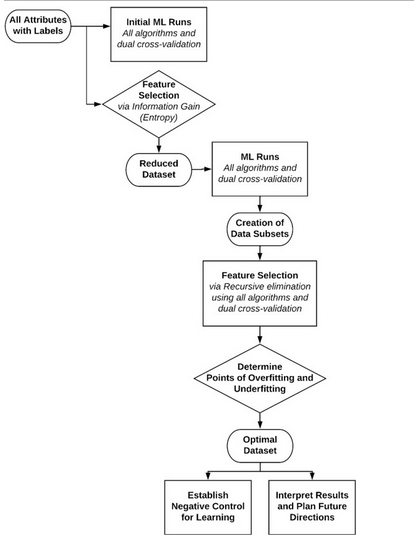 All Attributes
with Labels
Initial ML Runs
All algorithms and
dual cross-validation
Feature
Selection
via Information Gain
(Entropy)
Reduced
Dataset
ML Runs
All algorithms and
dual cross-validation
Creation of
Data Subsets
Feature Selection
via Recursive elimination
using all algorithms and
dual cross-validation
Determine
Points of Overfitting and
Underfitting
Optimal
Dataset
Establish
Negative Control
for Learning
Interpret Results
and Plan Future
Directions